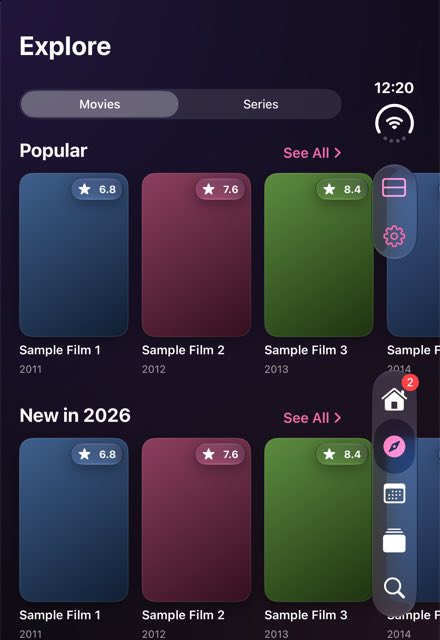 Explore
12:20
Movies
Series
Popular
See All
6.8
7.6
8.4
Sample Film 1
Sample Film 2
Sample Film 3
Sample F
2011
2012
2013
2014
2
New in 2026
See All
6.8
7.6
8.4
Sample Film 1
Sample Film 2
Sample Film 3
Sample F
2011
2012
2013
2014